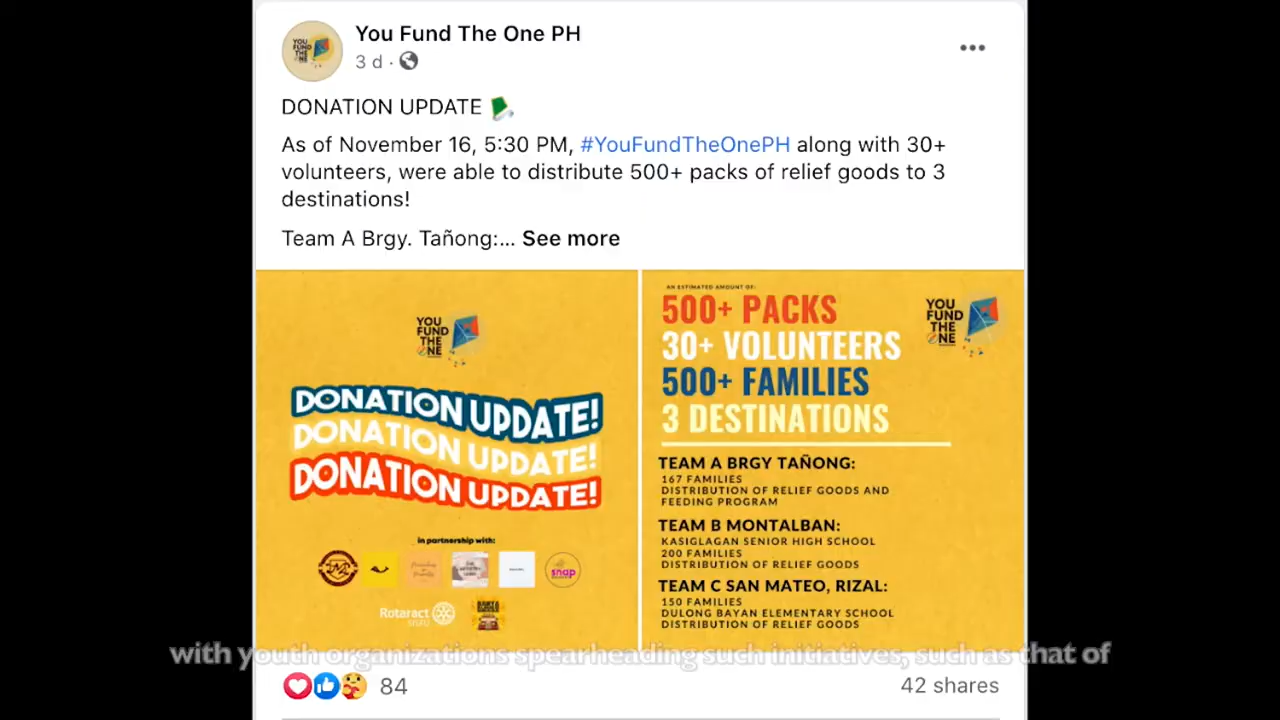 You Fund The One PH
3 d ·
DONATION UPDATE
As of November 16, 5:30 PM, #YouFundTheOnePH along with 30+
volunteers, were able to distribute 500+ packs of relief goods to 3
destinations!
Team A Brgy. Tañong:... See more
YOU
FUND
THE
ONE
DONATION UPDATE!
DONATION UPDATE!
DONATION UPDATE!
in partnership with:
snap
Rotaract
AN ESTIMATED AMOUNT OF:
500+ PACKS
30+ VOLUNTEERS
500+ FAMILIES
3 DESTINATIONS
YOU
FUND
THE
ONE
TEAM A BRGY TAÑONG:
167 FAMILIES
DISTRIBUTION OF RELIEF GOODS AND
FEEDING PROGRAM
TEAM B MONTALBAN:
KASIGLAGAN SENIOR HIGH SCHOOL
200 FAMILIES
DISTRIBUTION OF RELIEF GOODS
TEAM C SAN MATEO, RIZAL:
150 FAMILIES
DULONG BAYAN ELEMENTARY SCHOOL
DISTRIBUTION OF RELIEF GOODS
with youth organizations spearheading such initiatives, such as that of
84
42 shares